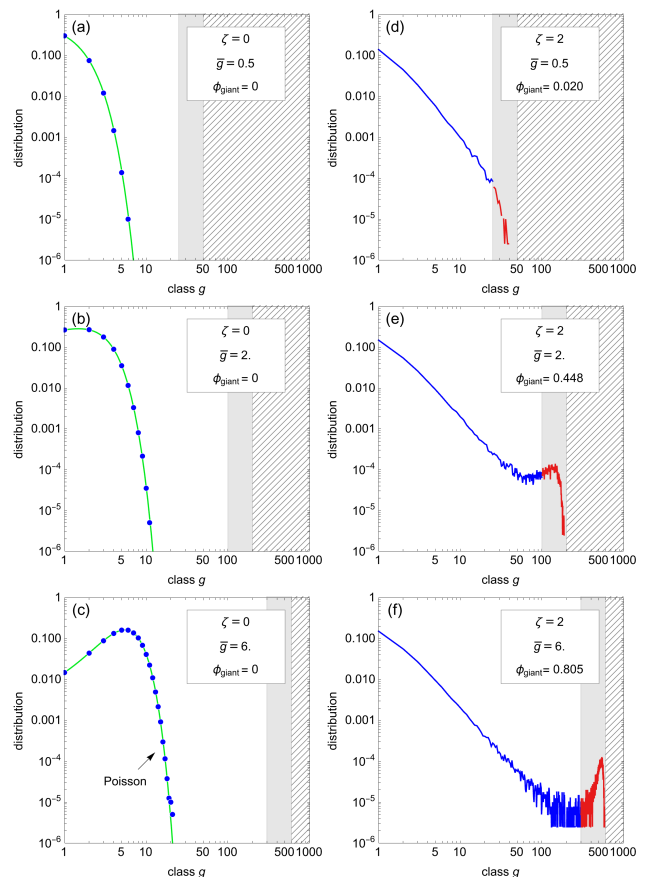 (a)
ζ = 0
g̅ = 0.5
ϕgiant = 0
distribution
1
0.100
0.010
0.001
10⁻⁴
10⁻⁵
10⁻⁶
1 5 10 50 100 500 1000
class g
(d)
ζ = 2
g̅ = 0.5
ϕgiant = 0.020
distribution
1
0.100
0.010
0.001
10⁻⁴
10⁻⁵
10⁻⁶
1 5 10 50 100 500 1000
class g
(b)
ζ = 0
g̅ = 2.
ϕgiant = 0
distribution
1
0.100
0.010
0.001
10⁻⁴
10⁻⁵
10⁻⁶
1 5 10 50 100 500 1000
class g
(e)
ζ = 2
g̅ = 2.
ϕgiant = 0.448
distribution
1
0.100
0.010
0.001
10⁻⁴
10⁻⁵
10⁻⁶
1 5 10 50 100 500 1000
class g
(c)
ζ = 0
g̅ = 6.
ϕgiant = 0
Poisson
distribution
1
0.100
0.010
0.001
10⁻⁴
10⁻⁵
10⁻⁶
1 5 10 50 100 500 1000
class g
(f)
ζ = 2
g̅ = 6.
ϕgiant = 0.805
distribution
1
0.100
0.010
0.001
10⁻⁴
10⁻⁵
10⁻⁶
1 5 10 50 100 500 1000
class g